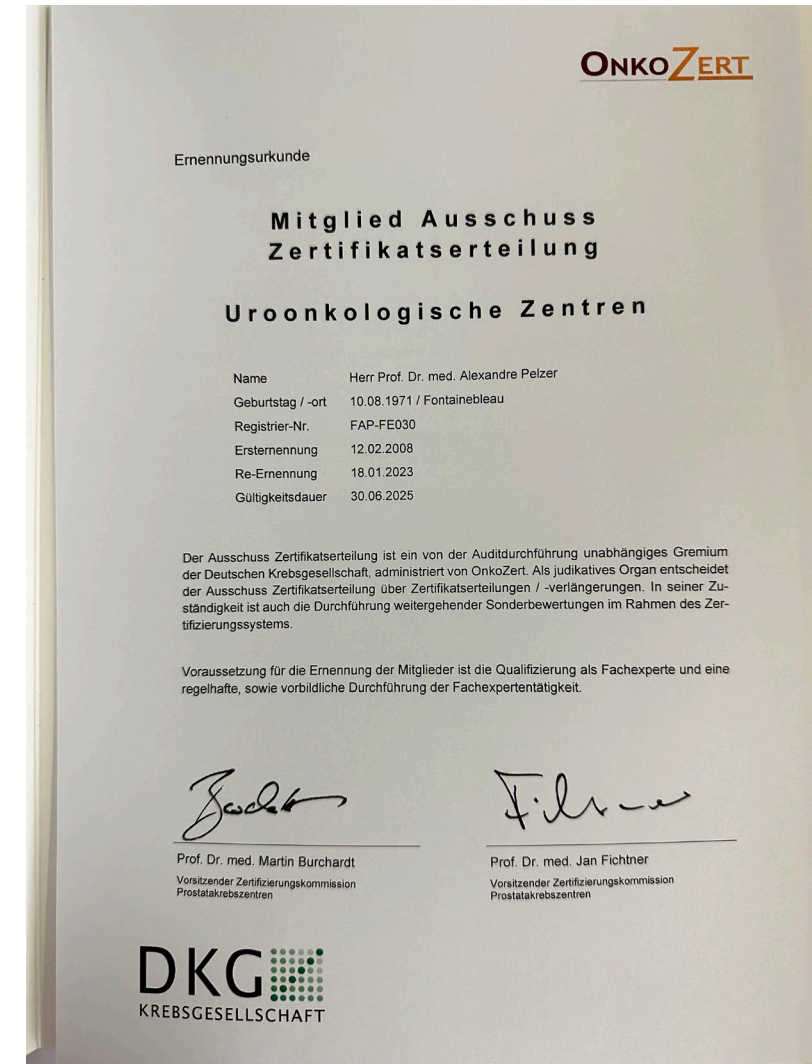 ONKOZERT
Ernennungsurkunde
Mitglied Ausschuss
Zertifikatserteilung
Uroonkologische Zentren
Name Herr Prof. Dr. med. Alexandre Pelzer
Geburtstag / -ort 10.08.1971 / Fontainebleau
Registrier-Nr. FAP-FE030
Ersternennung 12.02.2008
Re-Ernennung 18.01.2023
Gültigkeitsdauer 30.06.2025
Der Ausschuss Zertifikatserteilung ist ein von der Auditdurchführung unabhängiges Gremium
der Deutschen Krebsgesellschaft, administriert von OnkoZert. Als judikatives Organ entscheidet
der Ausschuss Zertifikatserteilung über Zertifikatserteilungen / -verlängerungen. In seiner Zu-
ständigkeit ist auch die Durchführung weitergehender Sonderbewertungen im Rahmen des Zer-
tifizierungssystems.
Voraussetzung für die Ernennung der Mitglieder ist die Qualifizierung als Fachexperte und eine
regelhafte, sowie vorbildliche Durchführung der Fachexpertentätigkeit.
Prof. Dr. med. Martin Burchardt
Vorsitzender Zertifizierungskommission
Prostatakrebszentren
Prof. Dr. med. Jan Fichtner
Vorsitzender Zertifizierungskommission
Prostatakrebszentren
DKG
KREBSGESELLSCHAFT